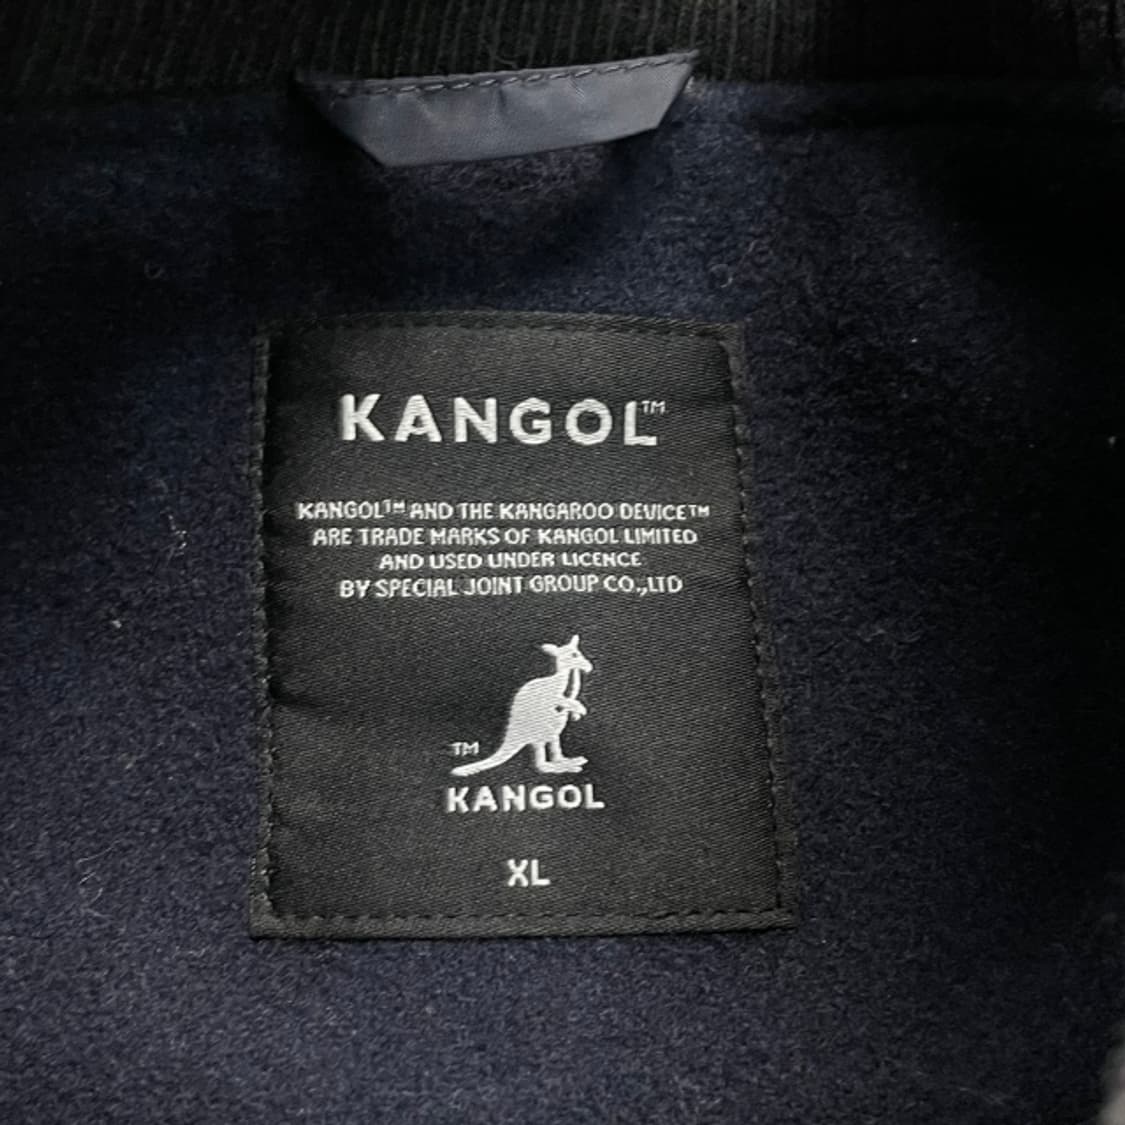 KANGOL™
KANGOL™ AND THE KANGAROO DEVICE™
ARE TRADE MARKS OF KANGOL LIMITED
AND USED UNDER LICENCE
BY SPECIAL JOINT GROUP CO.,LTD
™
KANGOL
XL